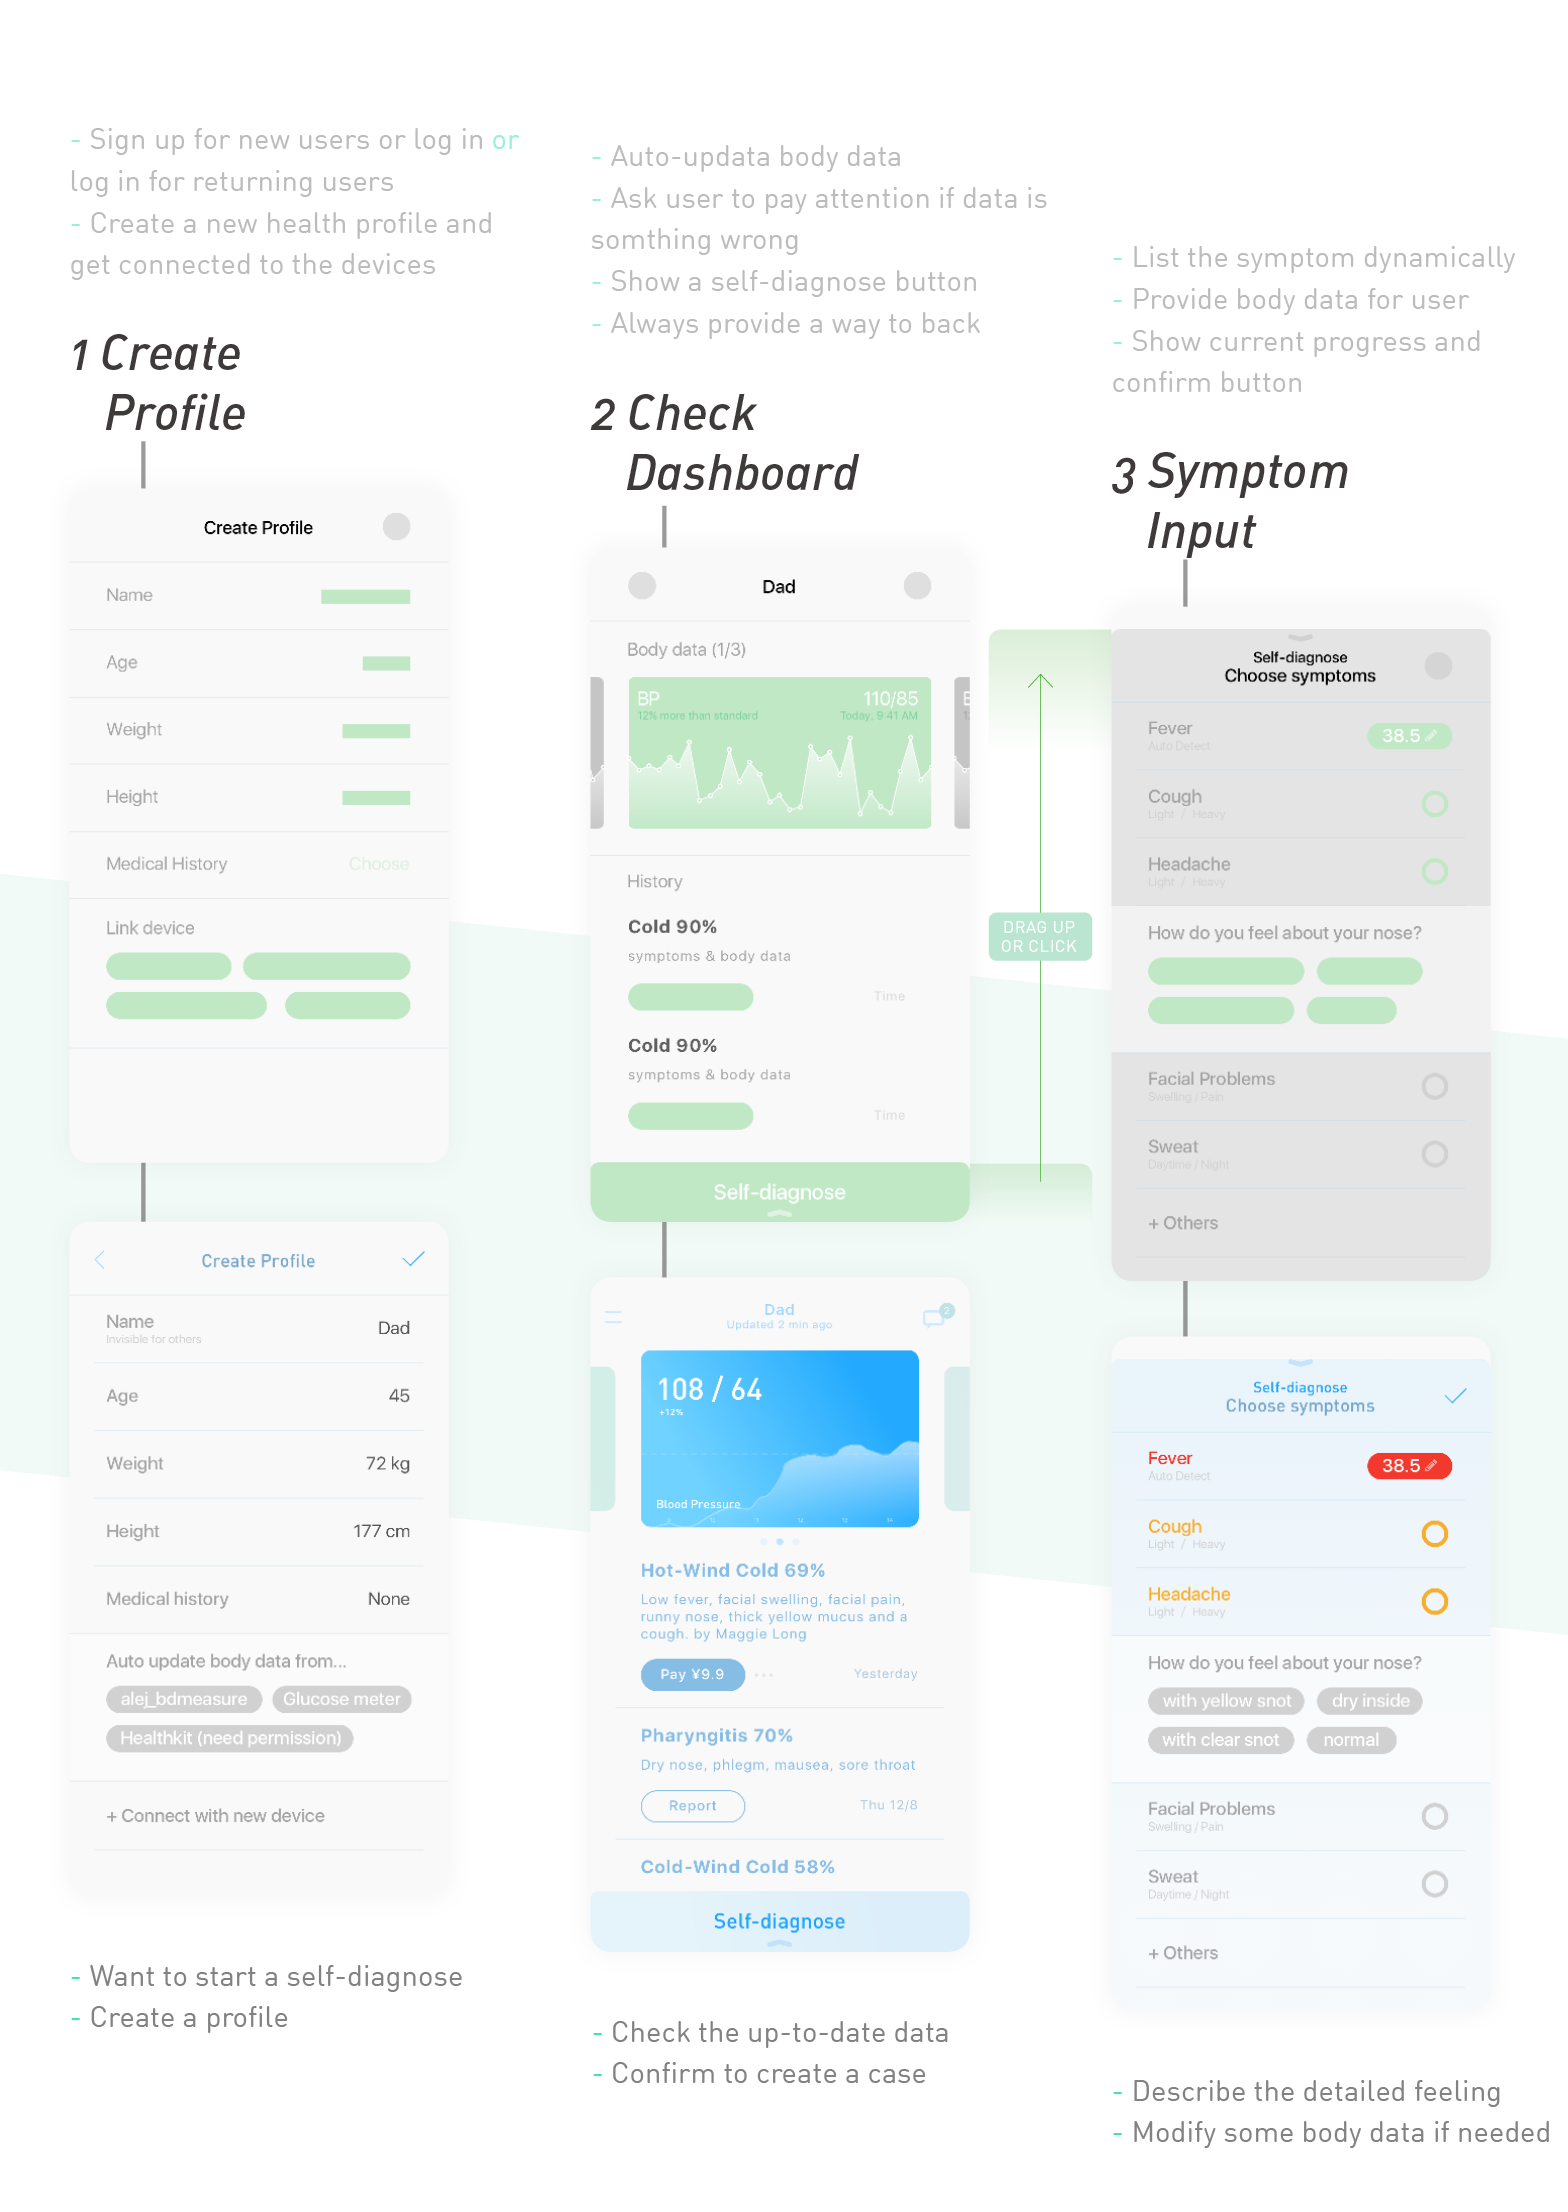 - Sign up for new users or log in or
log in for returning users
- Create a new health profile and
get connected to the devices
1 Create
Profile
Create Profile
Name
Age
Weight
Height
Medical History Choose
Link device
Create Profile
Name Dad
Invisible for others
Age 45
Weight 72 kg
Height 177 cm
Medical history None
Auto update body data from...
alej_bdmeasure Glucose meter
Healthkit (need permission)
+ Connect with new device
- Want to start a self-diagnose
- Create a profile
- Auto-updata body data
- Ask user to pay attention if data is
somthing wrong
- Show a self-diagnose button
- Always provide a way to back
2 Check
Dashboard
Dad
Body data (1/3)
BP 110/85
12% more than standard Today, 9:41 AM
History
Cold 90%
symptoms & body data
Time
Cold 90%
symptoms & body data
Time
Self-diagnose
DRAG UP
OR CLICK
Dad
Updated 2 min ago
2
108 / 64
+12%
Blood Pressure
Hot-Wind Cold 69%
Low fever, facial swelling, facial pain,
runny nose, thick yellow mucus and a
cough. by Maggie Long
Pay ¥9.9 Yesterday
Pharyngitis 70%
Dry nose, phlegm, mausea, sore throat
Report Thu 12/8
Cold-Wind Cold 58%
Self-diagnose
- Check the up-to-date data
- Confirm to create a case
- List the symptom dynamically
- Provide body data for user
- Show current progress and
confirm button
3 Symptom
Input
Self-diagnose
Choose symptoms
Fever 38.5
Auto Detect
Cough
Light / Heavy
Headache
Light / Heavy
How do you feel about your nose?
Facial Problems
Swelling / Pain
Sweat
Daytime / Night
+ Others
Self-diagnose
Choose symptoms
Fever 38.5
Auto Detect
Cough
Light / Heavy
Headache
Light / Heavy
How do you feel about your nose?
with yellow snot dry inside
with clear snot normal
Facial Problems
Swelling / Pain
Sweat
Daytime / Night
+ Others
- Describe the detailed feeling
- Modify some body data if needed